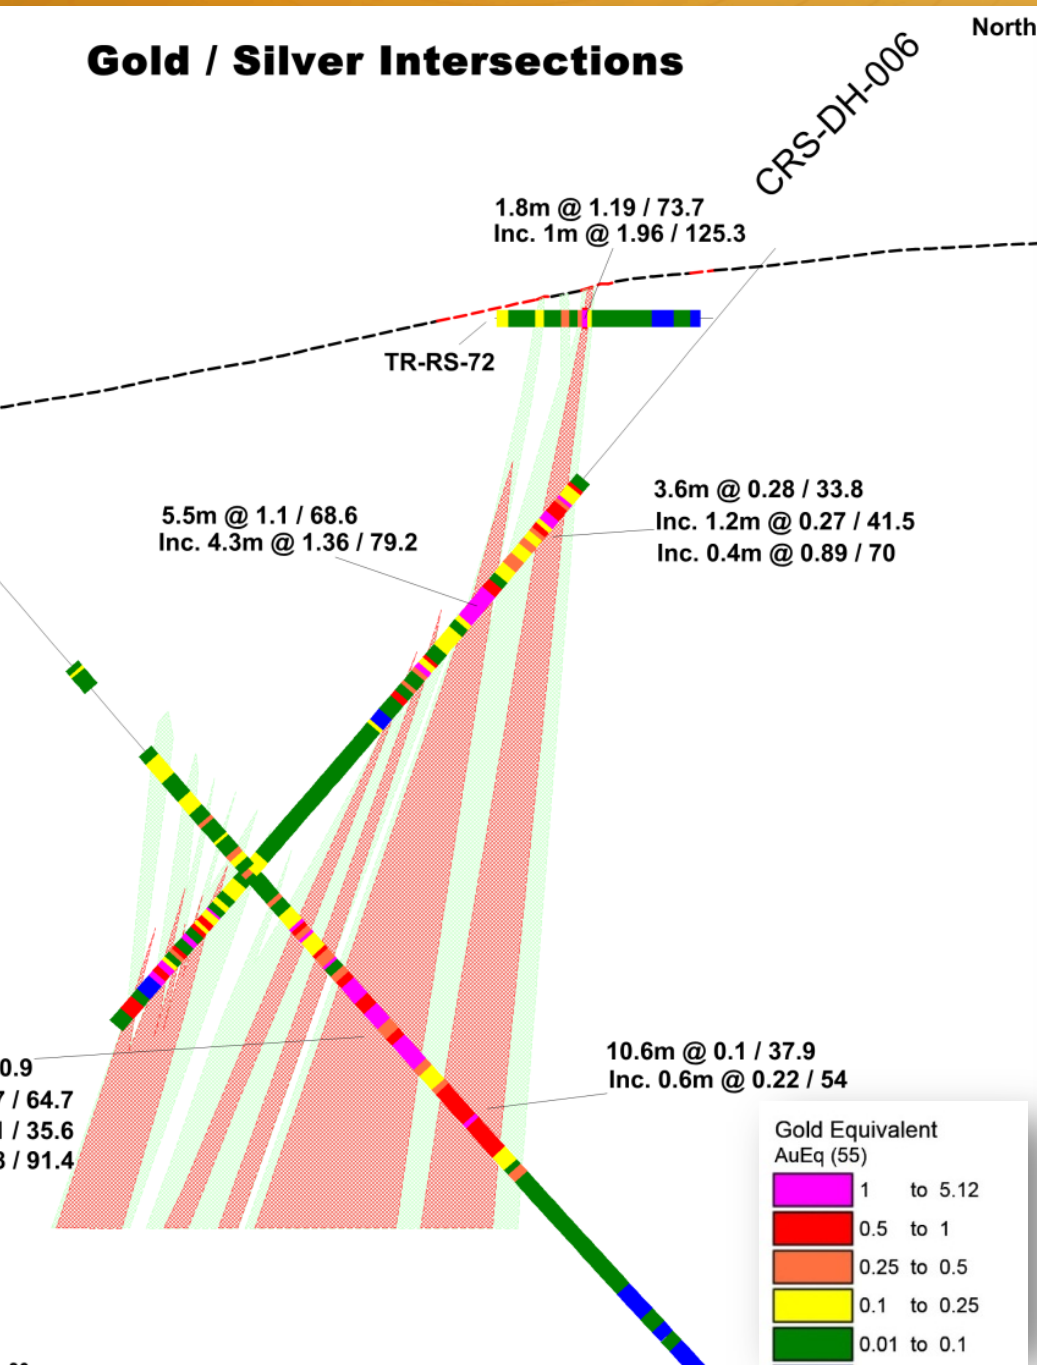 North
Gold / Silver Intersections
CRS-DH-006
1.8m @ 1.19 / 73.7
Inc. 1m @ 1.96 / 125.3
TR-RS-72
5.5m @ 1.1 / 68.6
Inc. 4.3m @ 1.36 / 79.2
3.6m @ 0.28 / 33.8
Inc. 1.2m @ 0.27 / 41.5
Inc. 0.4m @ 0.89 / 70
0.9
/ 64.7
/ 35.6
/ 91.4
10.6m @ 0.1 / 37.9
Inc. 0.6m @ 0.22 / 54
Gold Equivalent
AuEq (55)
1 to 5.12
0.5 to 1
0.25 to 0.5
0.1 to 0.25
0.01 to 0.1